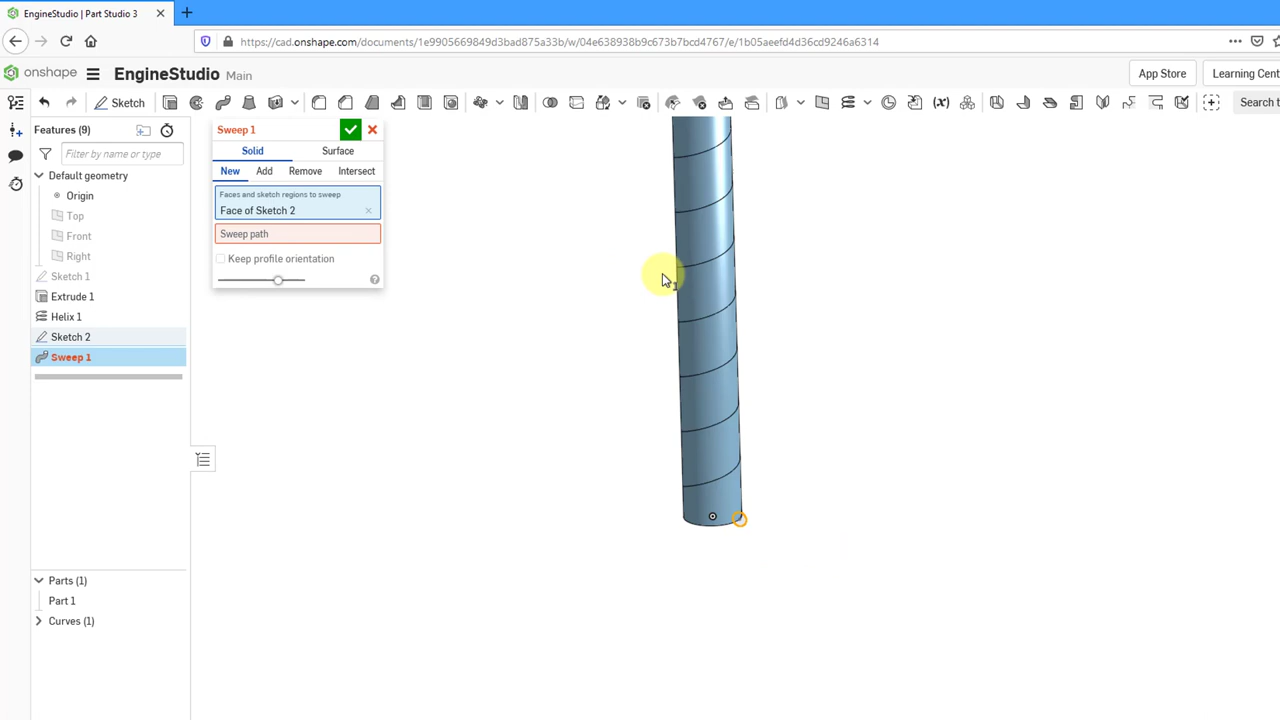 EngineStudio | Part Studio 3
https://cad.onshape.com/documents/1e9905669849d3bad875a33b/w/04e638938b9c673b7bcd4767/e/1b05aeefd4d36cd9246a6314
onshape EngineStudio Main App Store Learning Cent
Sketch (x) Search t
Features (9)
Filter by name or type
Default geometry
Origin
Top
Front
Right
Sketch 1
Extrude 1
Helix 1
Sketch 2
Sweep 1
Parts (1)
Part 1
Curves (1)
Sweep 1
Solid Surface
New Add Remove Intersect
Faces and sketch regions to sweep
Face of Sketch 2
Sweep path
Keep profile orientation